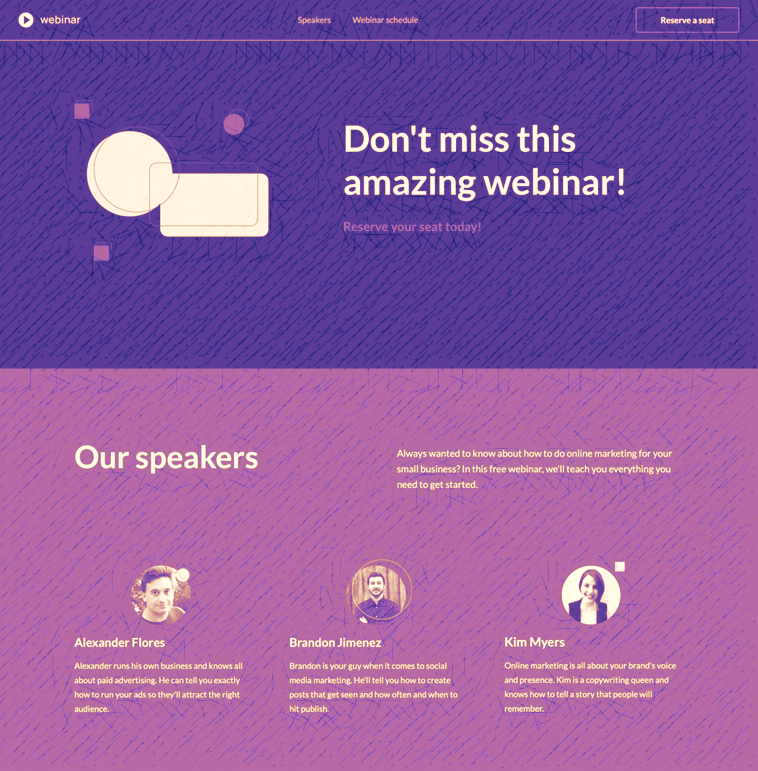 webinar
Speakers
Webinar schedule
Reserve a seat
Don't miss this
amazing webinar!
Reserve your seat today!
Our speakers
Always wanted to know about how to do online marketing for your
small business? In this free webinar, we'll teach you everything you
need to get started.
Alexander Flores
Alexander runs his own business and knows all
about paid advertising. He can tell you exactly
how to run your ads so they'll attract the right
audience.
Brandon Jimenez
Brandon is your guy when it comes to social
media marketing. He'll tell you how to create
posts that get seen and how often and when to
hit publish.
Kim Myers
Online marketing is all about your brand's voice
and presence. Kim is a copywriting queen and
knows how to tell a story that people will
remember.